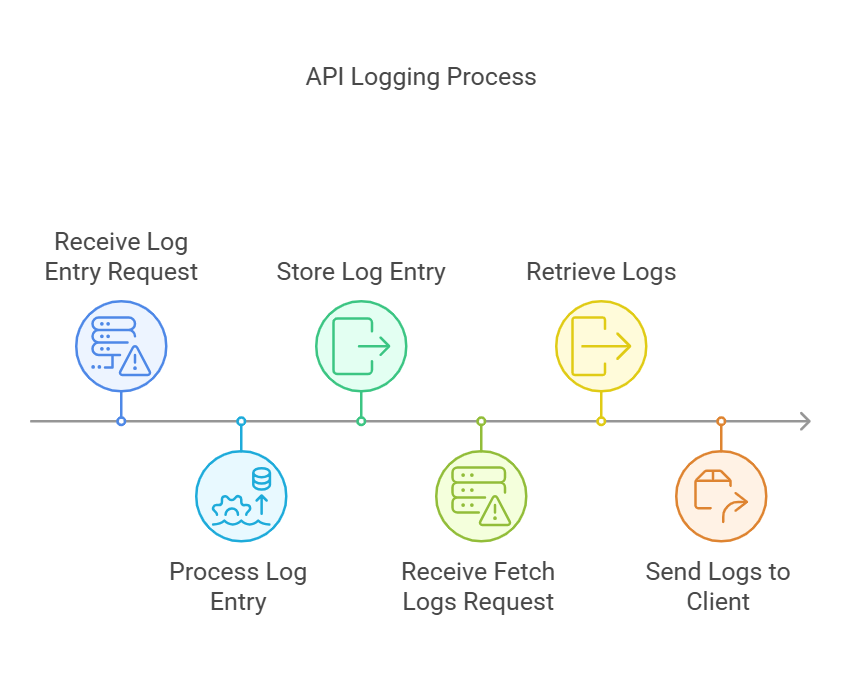 API Logging Process
Receive Log
Entry Request
Store Log Entry
Retrieve Logs
Process Log
Entry
Receive Fetch
Logs Request
Send Logs to
Client